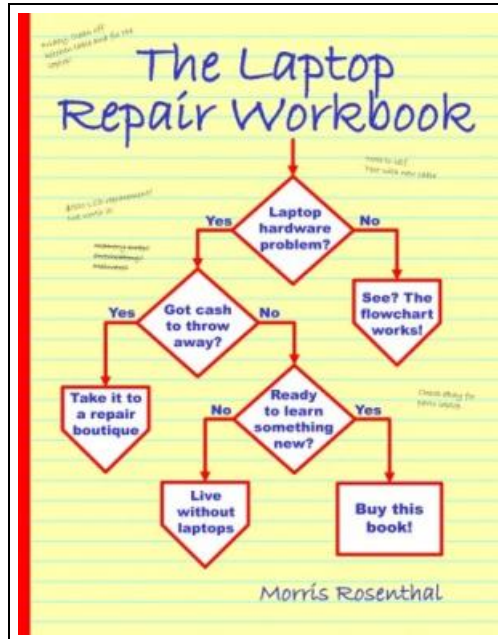 The Laptop
Repair Workbook
Laptop
hardware
problem?
Yes
No
See? The
flowchart
works!
Got cash
to throw
away?
Yes
No
Take it to
a repair
boutique
Ready
to learn
something
new?
No
Yes
Live
without
laptops
Buy this
book!
Morris Rosenthal